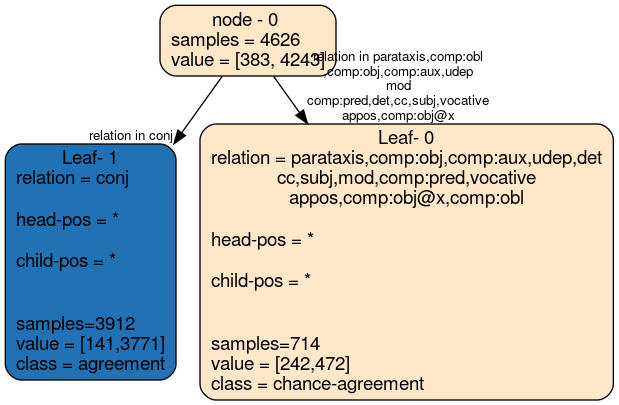 node - 0
samples = 4626
value = [383, 4243]
relation in parataxis,comp:obl
,comp:obj,comp:aux,udep
mod
comp:pred,det,cc,subj,vocative
appos,comp:obj@x
relation in conj
Leaf- 1
relation = conj
head-pos = *
child-pos = *
samples=3912
value = [141,3771]
class = agreement
Leaf- 0
relation = parataxis,comp:obj,comp:aux,udep,det
cc,subj,mod,comp:pred,vocative
appos,comp:obj@x,comp:obl
head-pos = *
child-pos = *
samples=714
value = [242,472]
class = chance-agreement